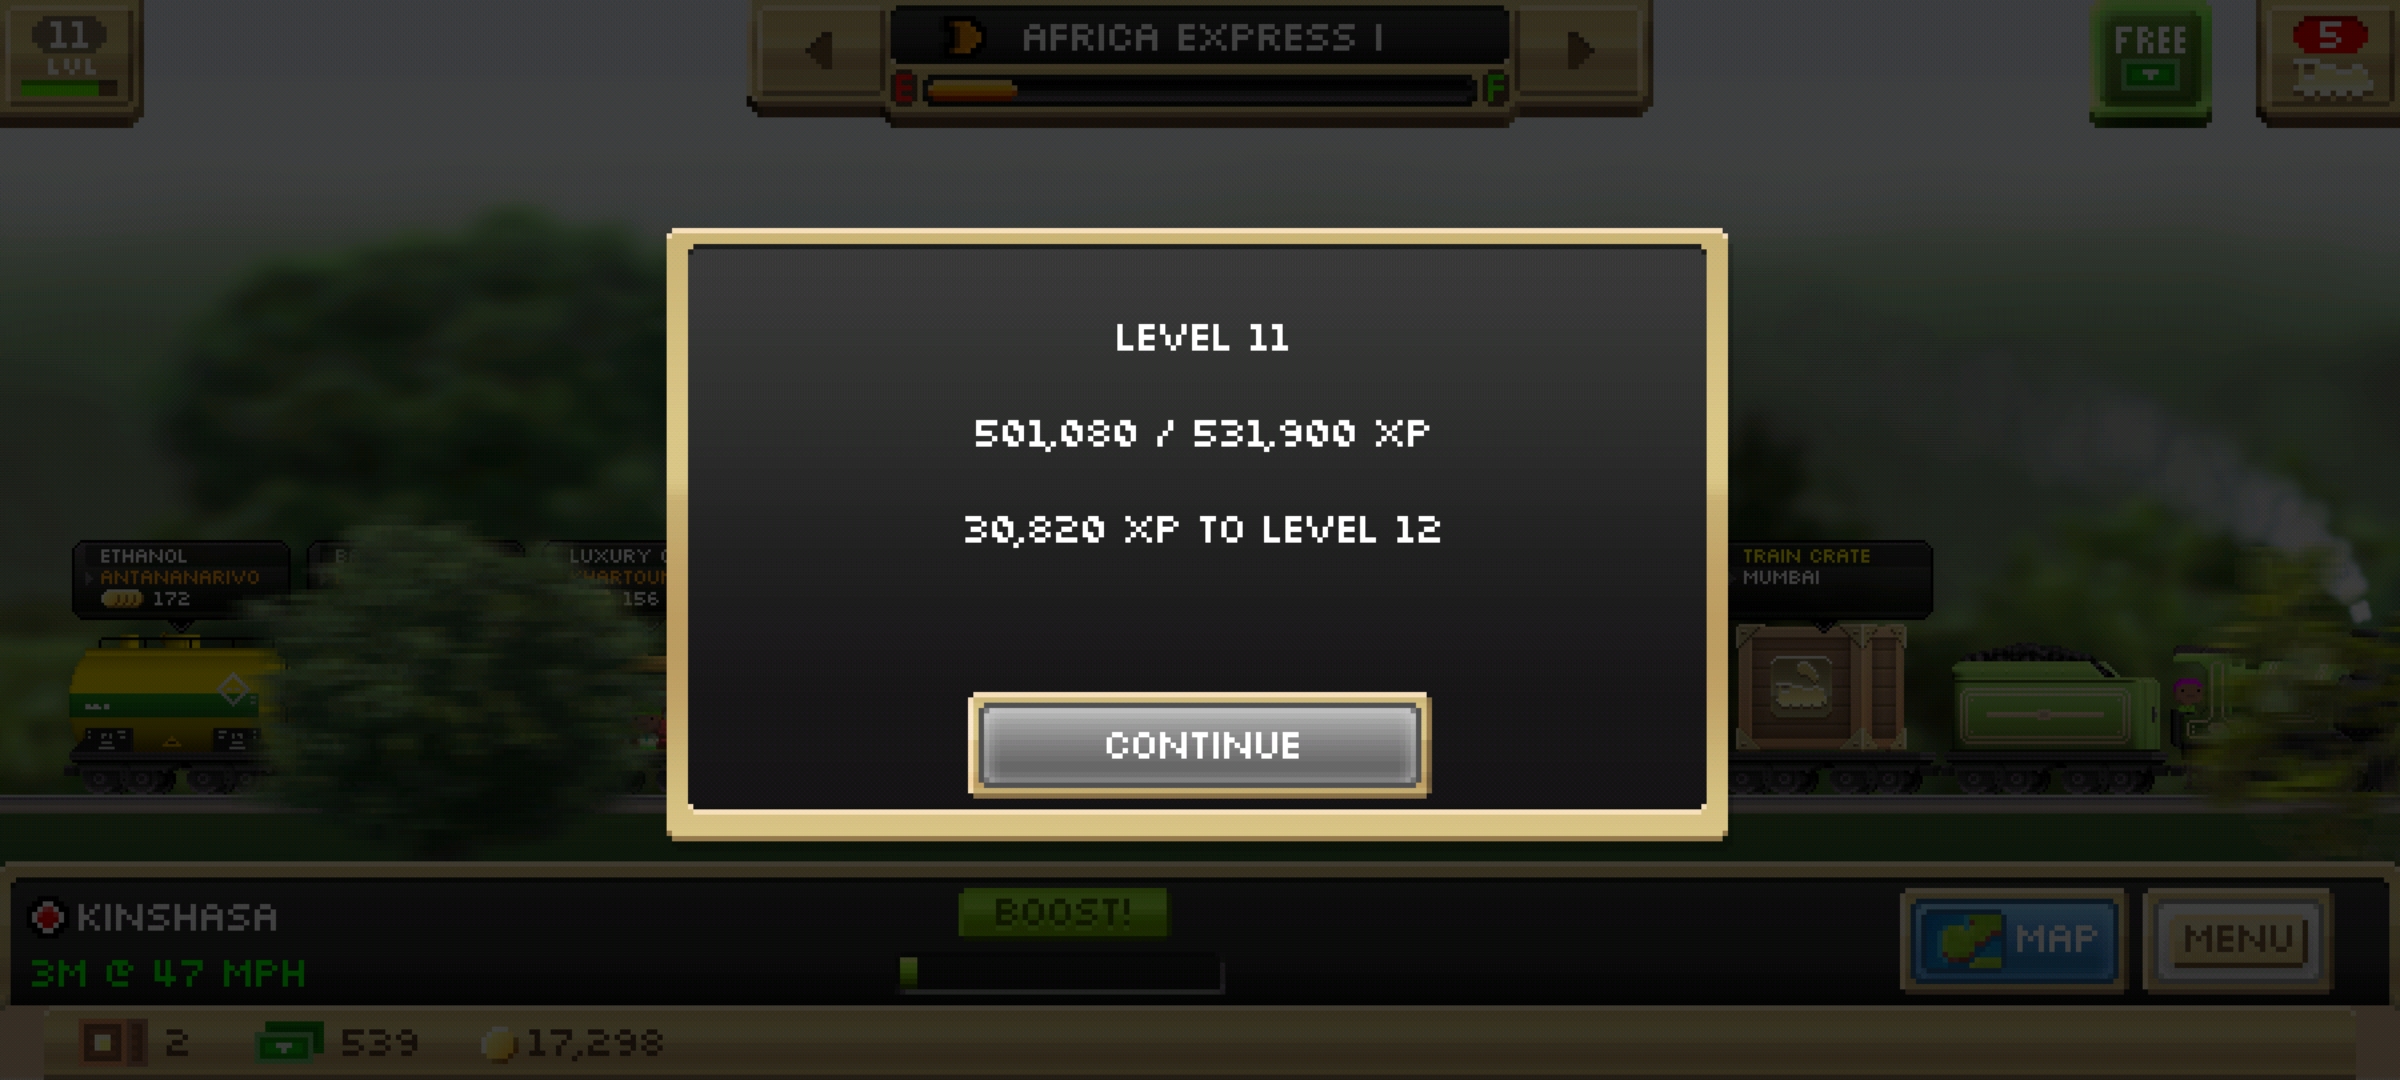 11
LVL
AFRICA EXPRESS I
E
F
FREE
5
LEVEL 11
501,080 / 531,900 XP
30,820 XP TO LEVEL 12
CONTINUE
ETHANOL
ANTANANARIVO
172
LUXURY
KHARTOUM
156
TRAIN CRATE
MUMBAI
KINSHASA
3M @ 47 MPH
BOOST!
MAP
MENU
2
539
17,298